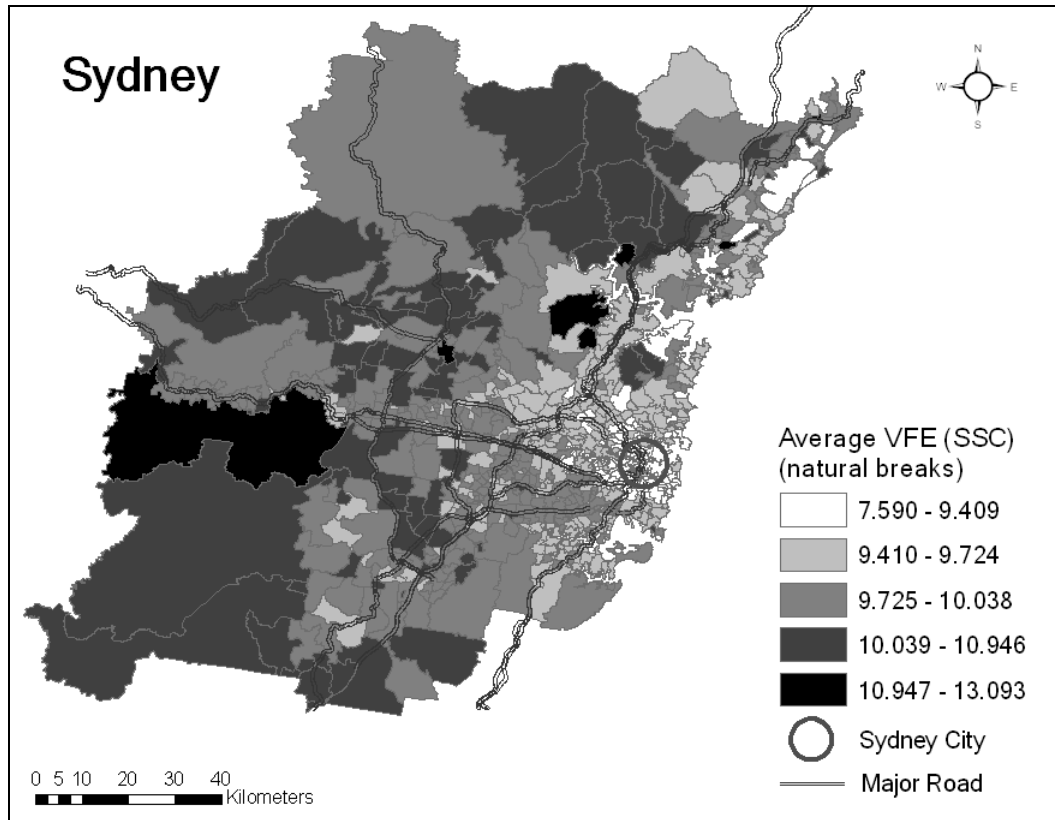 Sydney
N
W E
S
Average VFE (SSC)
(natural breaks)
7.590 - 9.409
9.410 - 9.724
9.725 - 10.038
10.039 - 10.946
10.947 - 13.093
Sydney City
Major Road
0 5 10 20 30 40
Kilometers